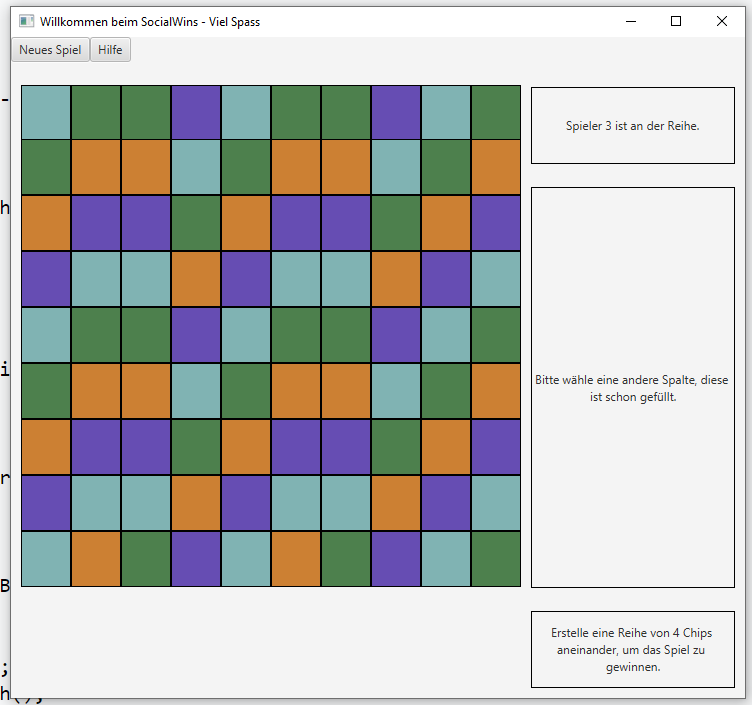 Willkommen beim SocialWins - Viel Spass
Neues Spiel Hilfe
Spieler 3 ist an der Reihe.
Bitte wähle eine andere Spalte, diese
ist schon gefüllt.
Erstelle eine Reihe von 4 Chips
aneinander, um das Spiel zu
gewinnen.
-
h
i
r
B
;
h();